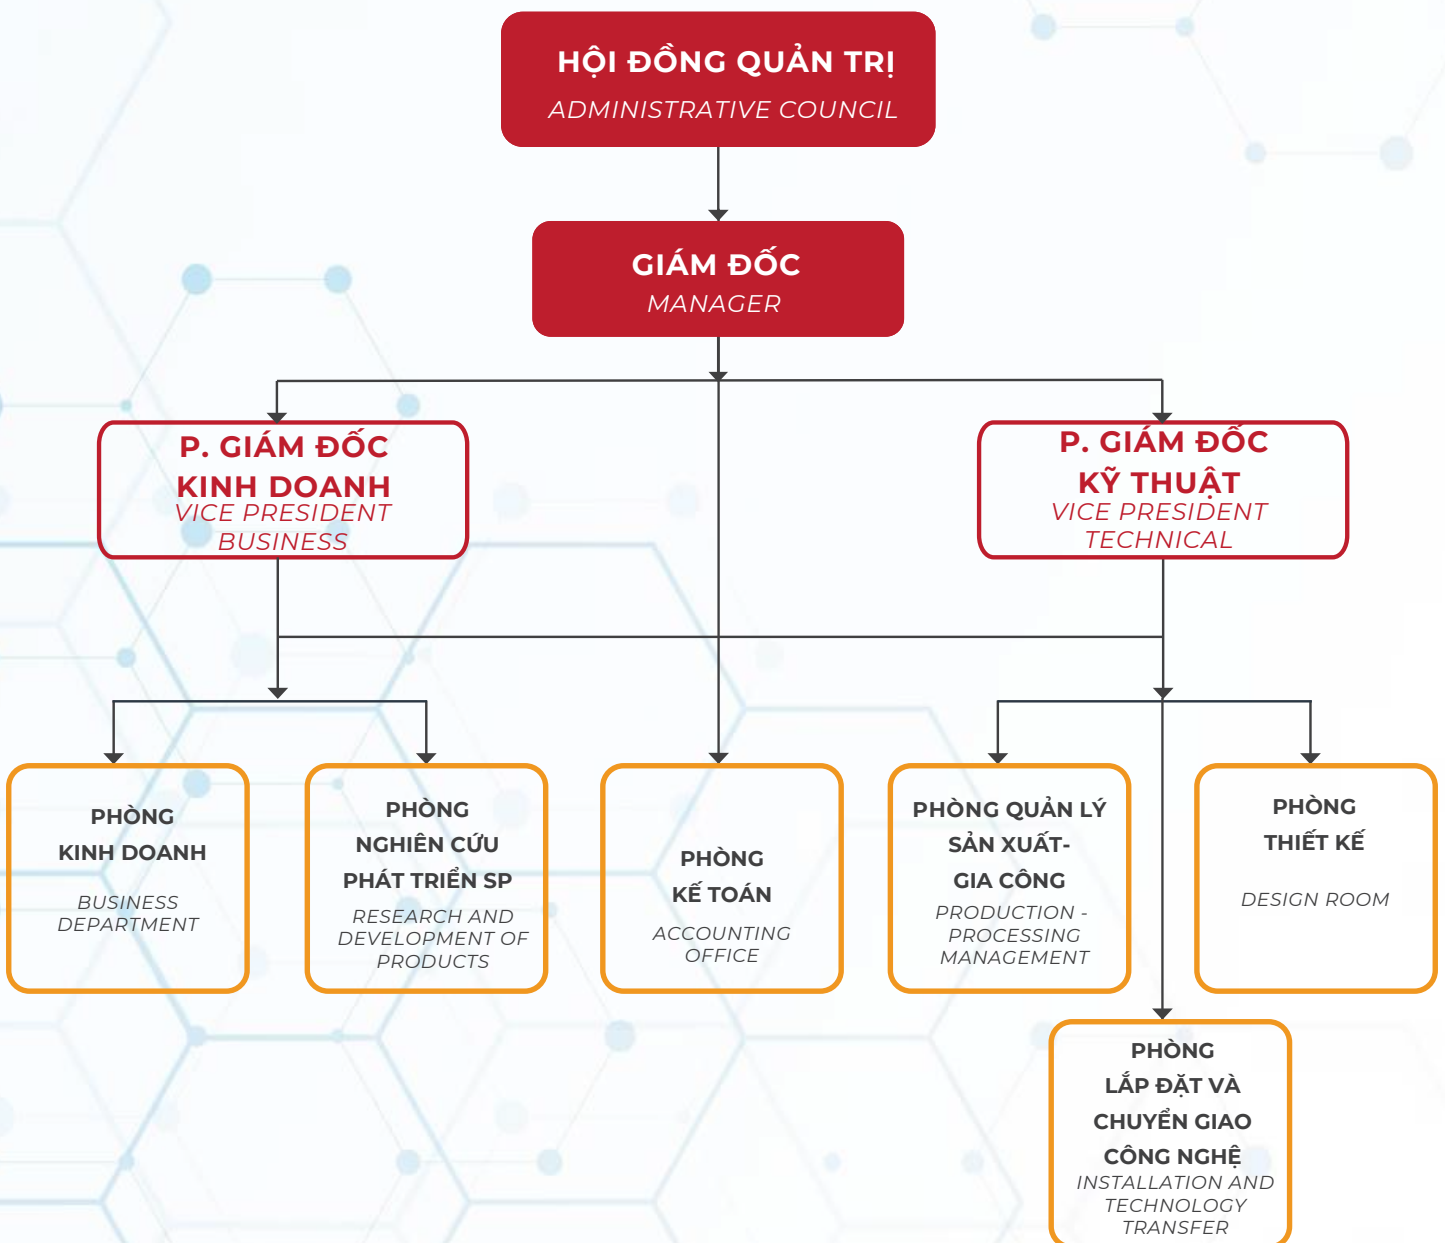 HỘI ĐỒNG QUẢN TRỊ
ADMINISTRATIVE COUNCIL
GIÁM ĐỐC
MANAGER
P. GIÁM ĐỐC
KINH DOANH
VICE PRESIDENT
BUSINESS
P. GIÁM ĐỐC
KỸ THUẬT
VICE PRESIDENT
TECHNICAL
PHÒNG
KINH DOANH
BUSINESS
DEPARTMENT
PHÒNG
NGHIÊN CỨU
PHÁT TRIỂN SP
RESEARCH AND
DEVELOPMENT OF
PRODUCTS
PHÒNG
KẾ TOÁN
ACCOUNTING
OFFICE
PHÒNG QUẢN LÝ
SẢN XUẤT-
GIA CÔNG
PRODUCTION -
PROCESSING
MANAGEMENT
PHÒNG
THIẾT KẾ
DESIGN ROOM
PHÒNG
LẮP ĐẶT VÀ
CHUYỂN GIAO
CÔNG NGHỆ
INSTALLATION AND
TECHNOLOGY
TRANSFER